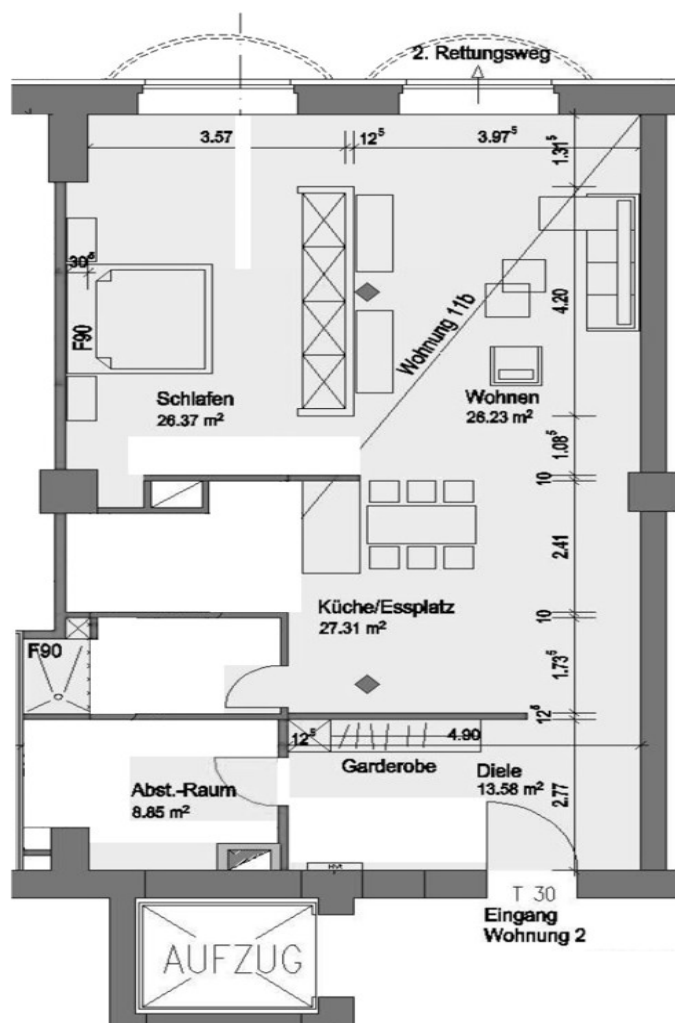 2. Rettungsweg
3.57
12⁵
3.97⁵
1.31⁵
30⁵
F90
Wohnung 11b
4.20
Schlafen
26.37 m²
Wohnen
26.23 m²
1.08⁵
10
2.41
Küche/Essplatz
27.31 m²
10
F90
1.73⁵
12⁵
12⁵
4.90
Garderobe
Diele
13.58 m²
Abst.-Raum
8.85 m²
2.77
T 30
Eingang
Wohnung 2
AUFZUG